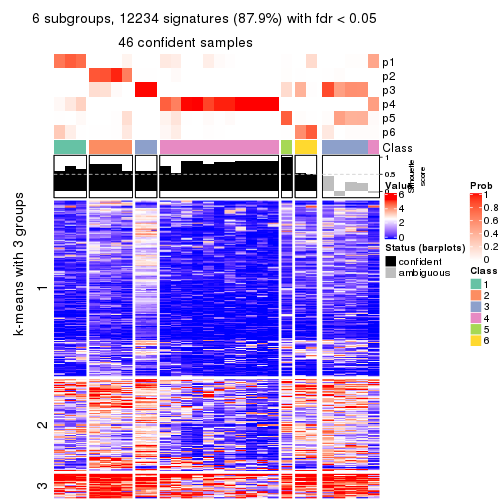 6 subgroups, 12234 signatures (87.9%) with fdr < 0.05
46 confident samples
p1
p2
p3
p4
p5
p6
Class
1
0.5
0
Silhouette
score
k-means with 3 groups
1
2
3
Value
6
4
2
0
Status (barplots)
confident
ambiguous
Prob
1
0.8
0.6
0.4
0.2
0
Class
1
2
3
4
5
6